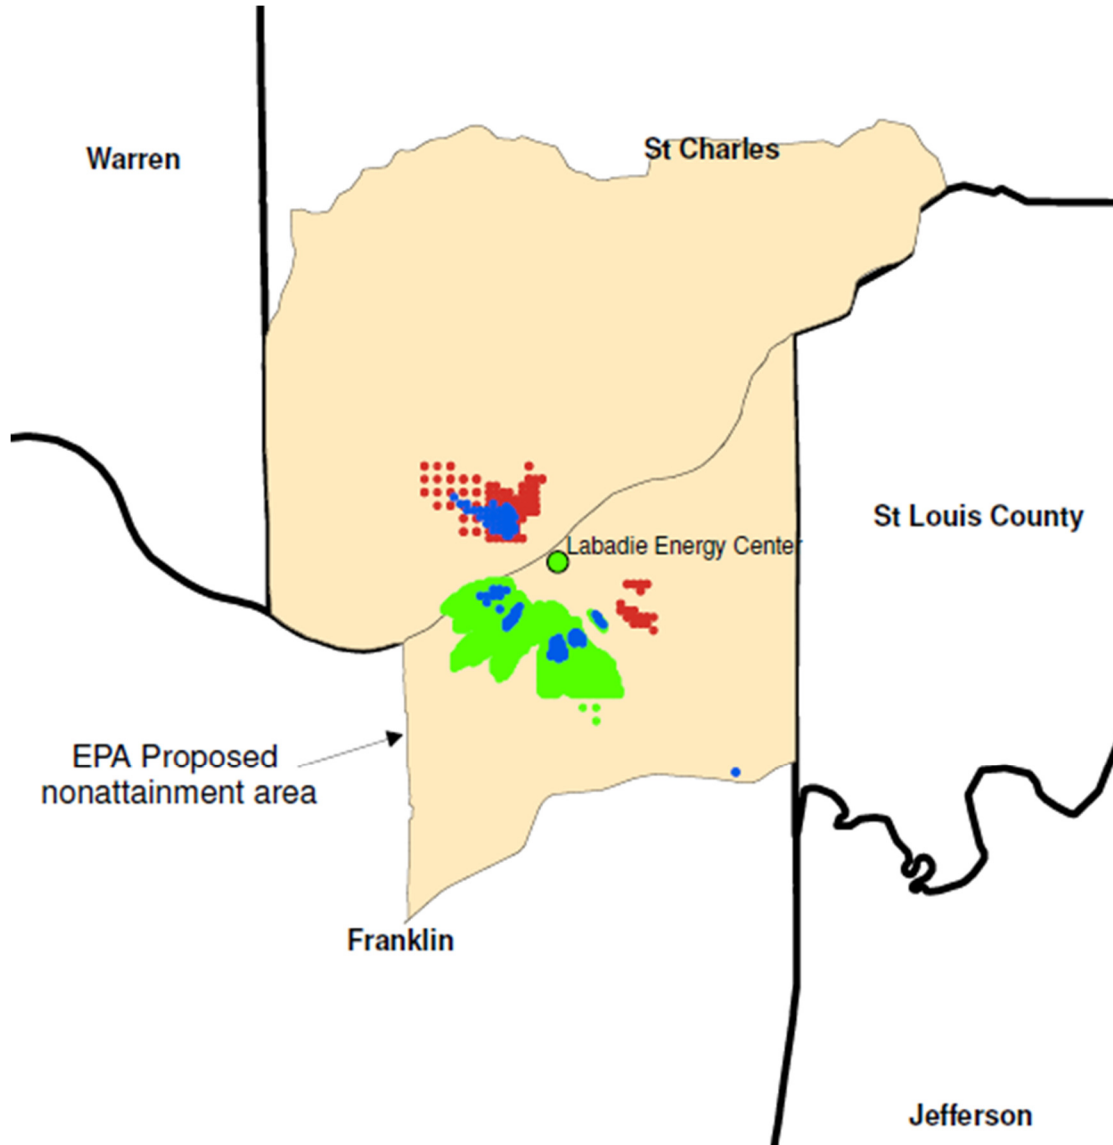 St Charles
Warren
St Louis County
Labadie Energy Center
EPA Proposed
nonattainment area
Franklin
Jefferson